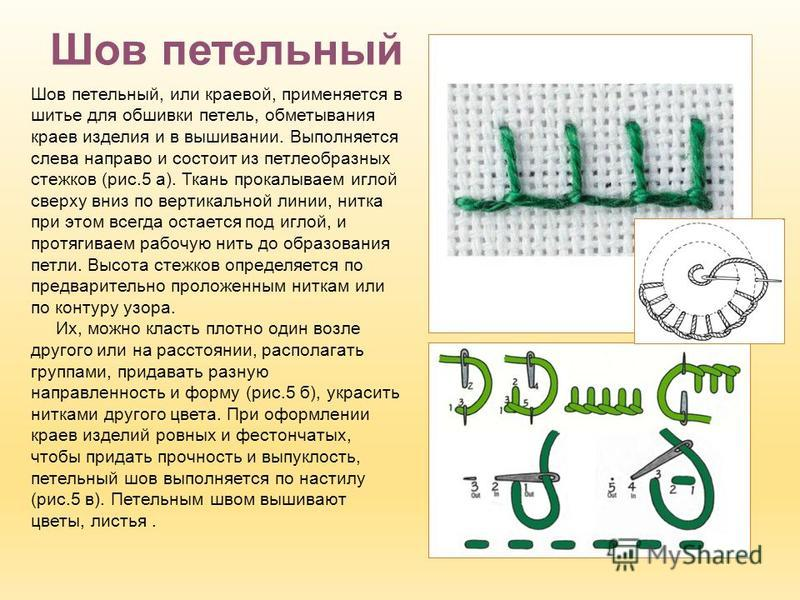 Шов петельный
Шов петельный, или краевой, применяется в
шитье для обшивки петель, обметывания
краев изделия и в вышивании. Выполняется
слева направо и состоит из петлеобразных
стежков (рис.5 а). Ткань прокалываем иглой
сверху вниз по вертикальной линии, нитка
при этом всегда остается под иглой, и
протягиваем рабочую нить до образования
петли. Высота стежков определяется по
предварительно проложенным ниткам или
по контуру узора.
Их, можно класть плотно один возле
другого или на расстоянии, располагать
группами, придавать разную
направленность и форму (рис.5 б), украсить
нитками другого цвета. При оформлении
краев изделий ровных и фестончатых,
чтобы придать прочность и выпуклость,
петельный шов выполняется по настилу
(рис.5 в). Петельным швом вышивают
цветы, листья .
2
1
3
4
3
5
2
1
3
3 2
Out In
5 4
Out In
3 2 1
MyShared